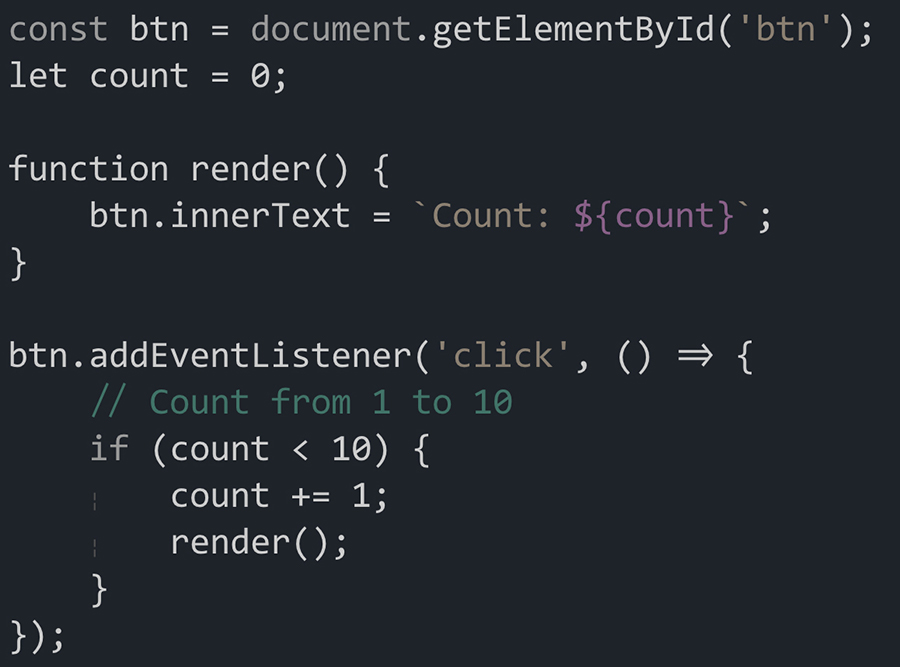 const btn = document.getElementById('btn');
let count = 0;

function render() {
    btn.innerText = `Count: ${count}`;
}

btn.addEventListener('click', () => {
    // Count from 1 to 10
    if (count < 10) {
        count += 1;
        render();
    }
});